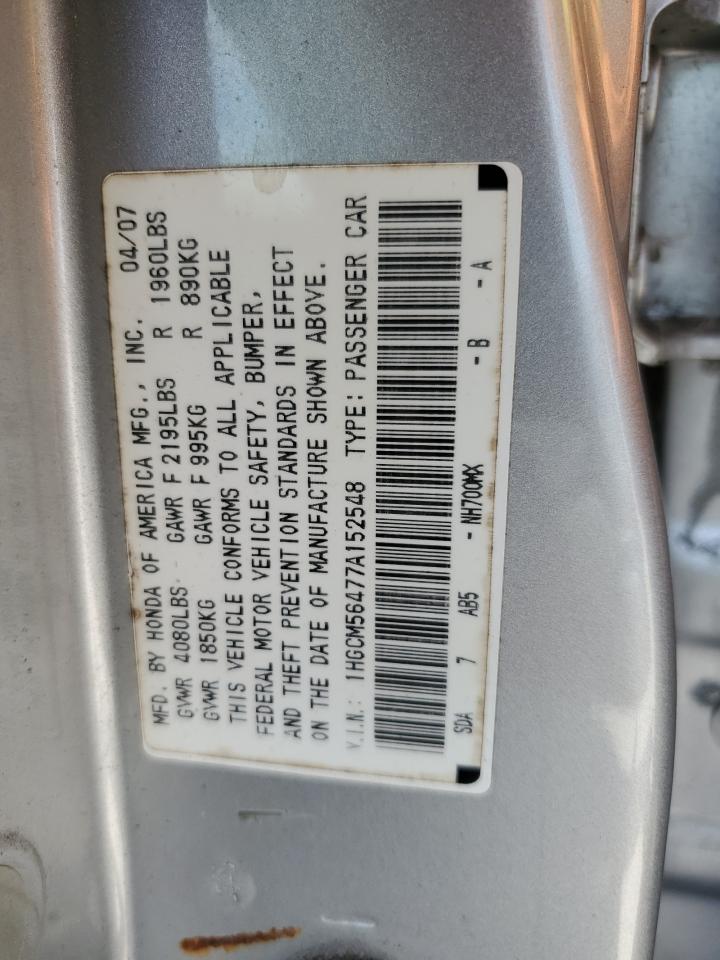 MFD. BY HONDA OF AMERICA MFG., INC. 04/07
GVWR 4080LBS GAWR F 2195LBS R 1960LBS
GVWR 1850KG GAWR F 995KG R 890KG
THIS VEHICLE CONFORMS TO ALL APPLICABLE
FEDERAL MOTOR VEHICLE SAFETY, BUMPER,
AND THEFT PREVENTION STANDARDS IN EFFECT
ON THE DATE OF MANUFACTURE SHOWN ABOVE.
V.I.N.: 1HGCM56477A152548 TYPE: PASSENGER CAR
SDA 7 AB5 - NH700MX - B - A